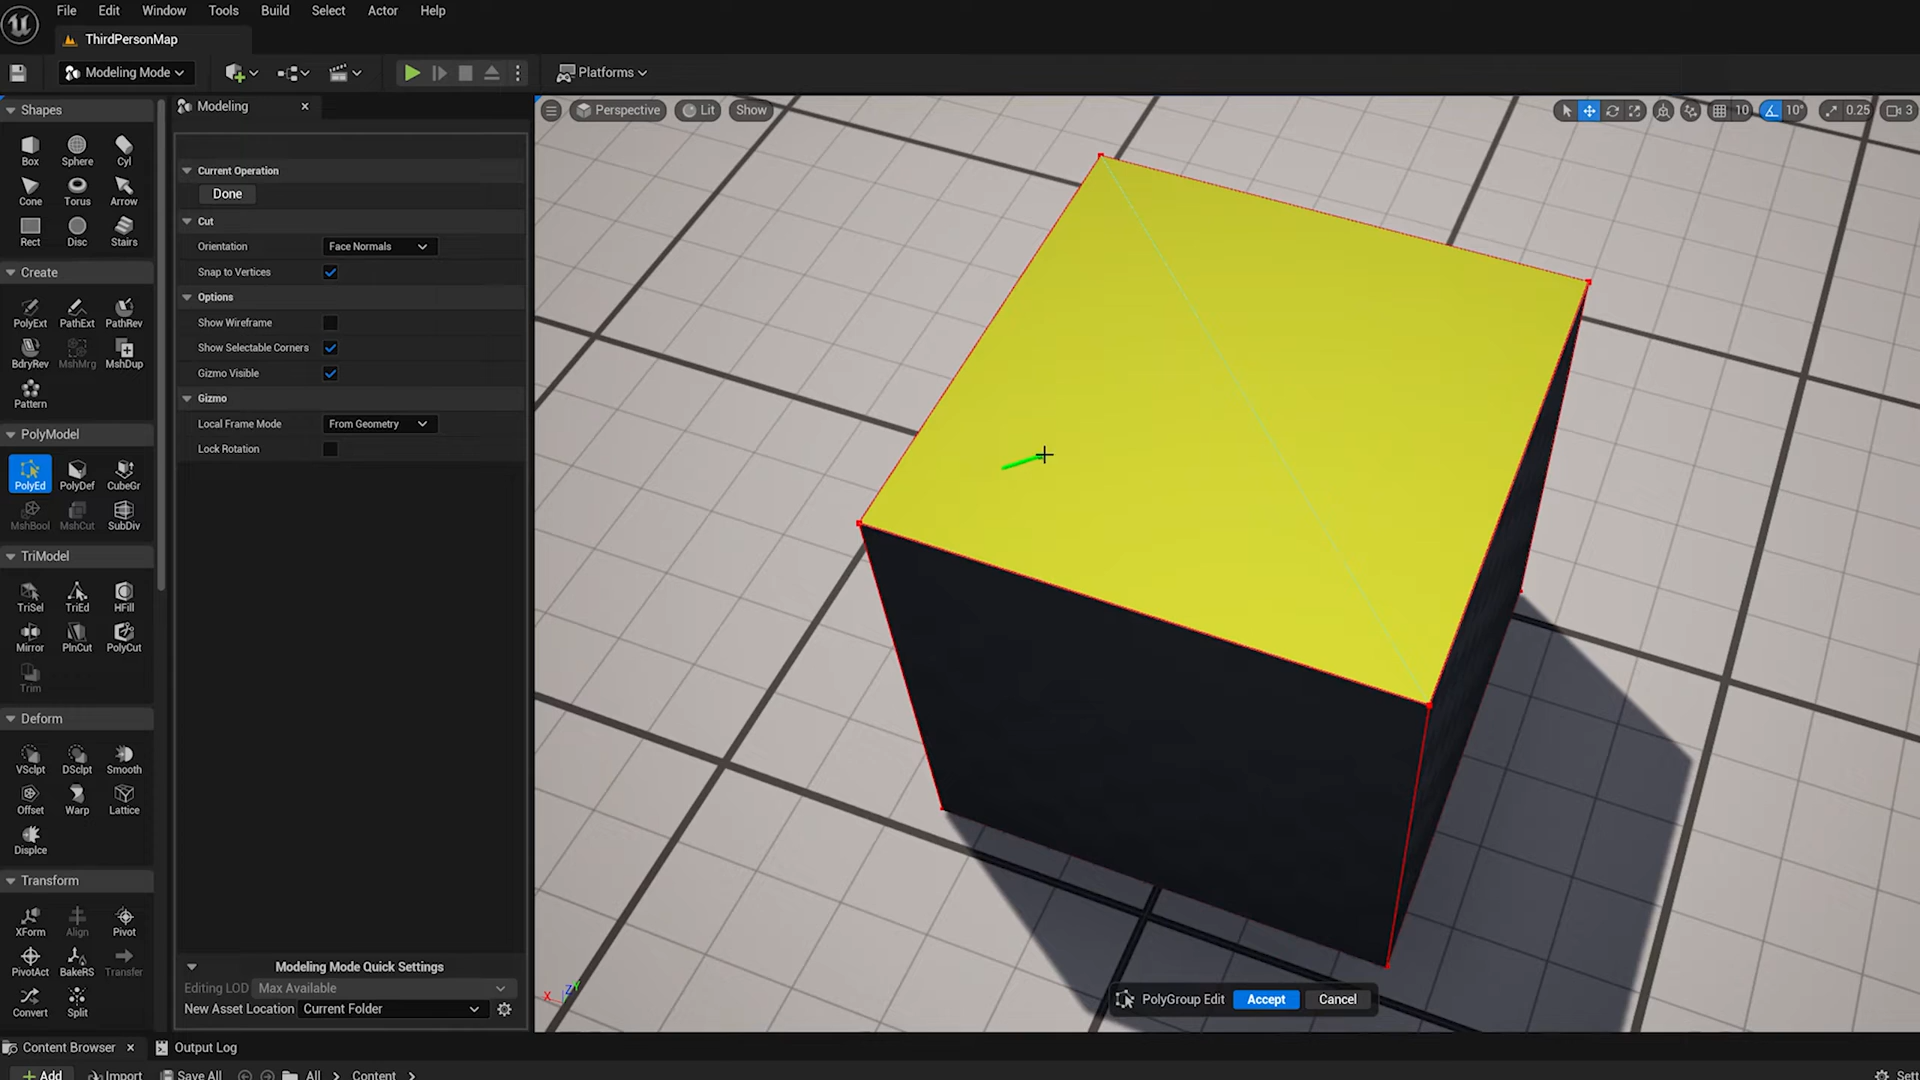 File Edit Window Tools Build Select Actor Help
ThirdPersonMap
Modeling Mode Platforms
Shapes
Box Sphere Cyl
Cone Torus Arrow
Rect Disc Stairs
Create
PolyExt PathExt PathRev
BdryRev MshMrg MshDup
Pattern
PolyModel
PolyEd PolyDef CubeGr
MshBool MshCut SubDiv
TriModel
TriSel TriEd HFill
Mirror PlnCut PolyCut
Trim
Deform
VSclpt DSclpt Smooth
Offset Warp Lattice
Displce
Transform
XForm Align Pivot
PivotAct BakeRS Transfer
Convert Split
Modeling
Current Operation
Done
Cut
Orientation Face Normals
Snap to Vertices
Options
Show Wireframe
Show Selectable Corners
Gizmo Visible
Gizmo
Local Frame Mode From Geometry
Lock Rotation
Modeling Mode Quick Settings
Editing LOD Max Available
New Asset Location Current Folder
Perspective Lit Show 10 10° 0.25 3
X Z Y
PolyGroup Edit Accept Cancel
Content Browser Output Log
Add Import Save All All Content Sett